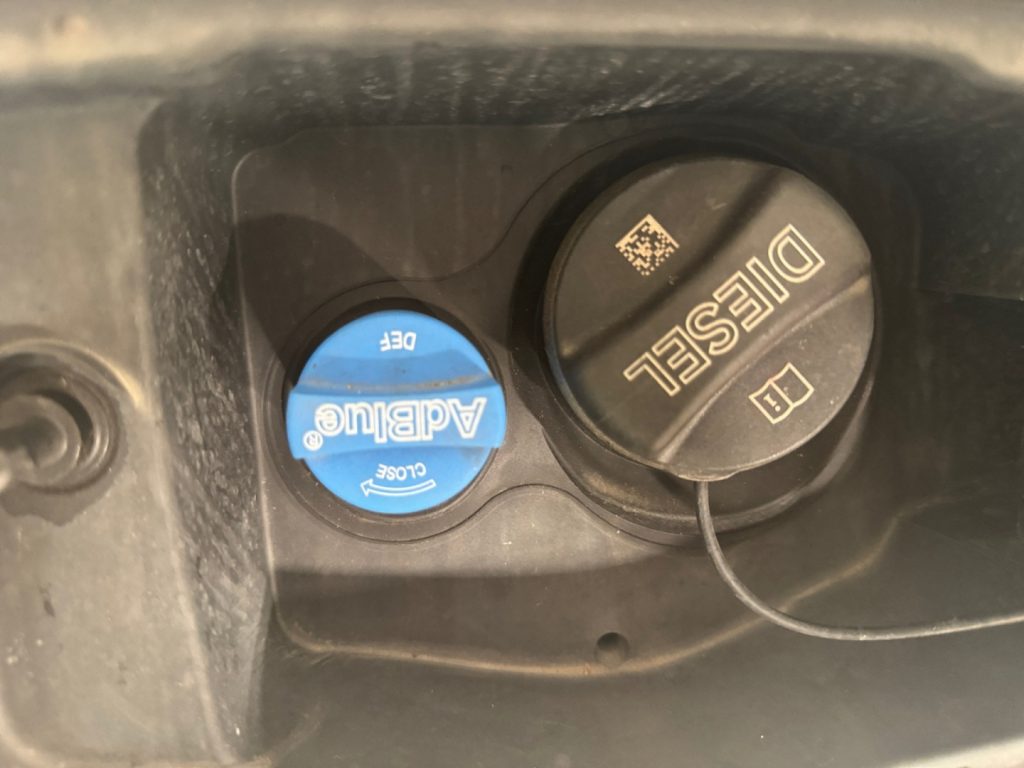 DEF
AdBlue®
CLOSE
DIESEL
i